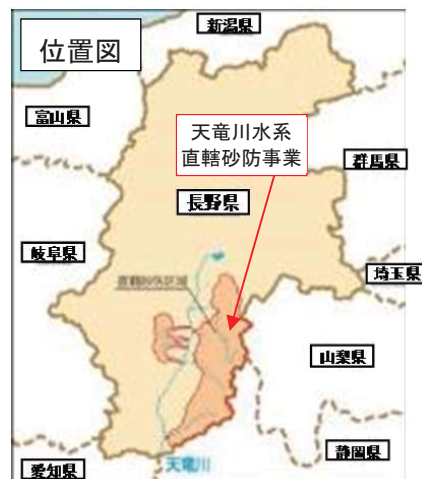 新潟県
位置図
富山県
天竜川水系
直轄砂防事業
群馬県
長野県
岐阜県
埼玉県
直轄砂防区域
山梨県
静岡県
愛知県
天竜川